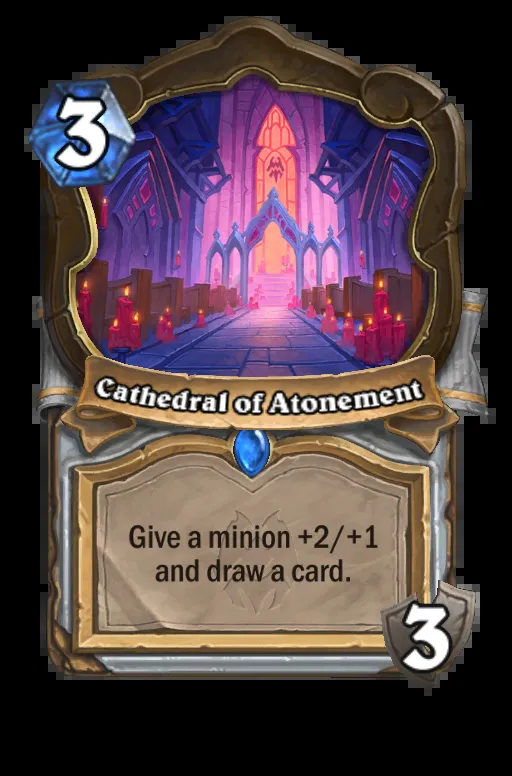 3
Cathedral of Atonement
Give a minion +2/+1
and draw a card.
3